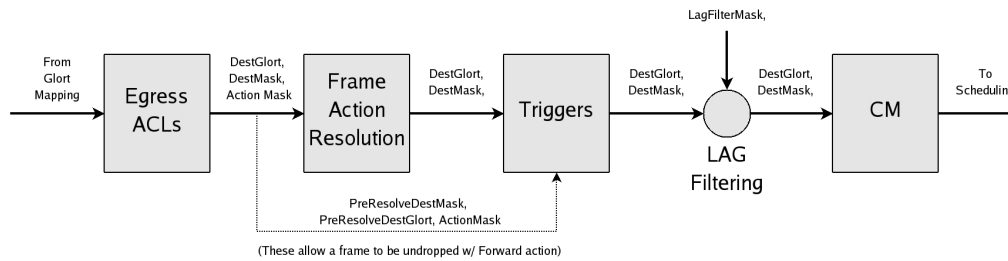 LagFilterMask,
From
Glort
Mapping
Egress
ACLs
DestGlort,
DestMask,
Action Mask
Frame
Action
Resolution
DestGlort,
DestMask,
Triggers
DestGlort,
DestMask,
LAG
Filtering
DestGlort,
DestMask,
CM
To
Schedulin
PreResolveDestMask,
PreResolveDestGlort, ActionMask
(These allow a frame to be undropped w/ Forward action)